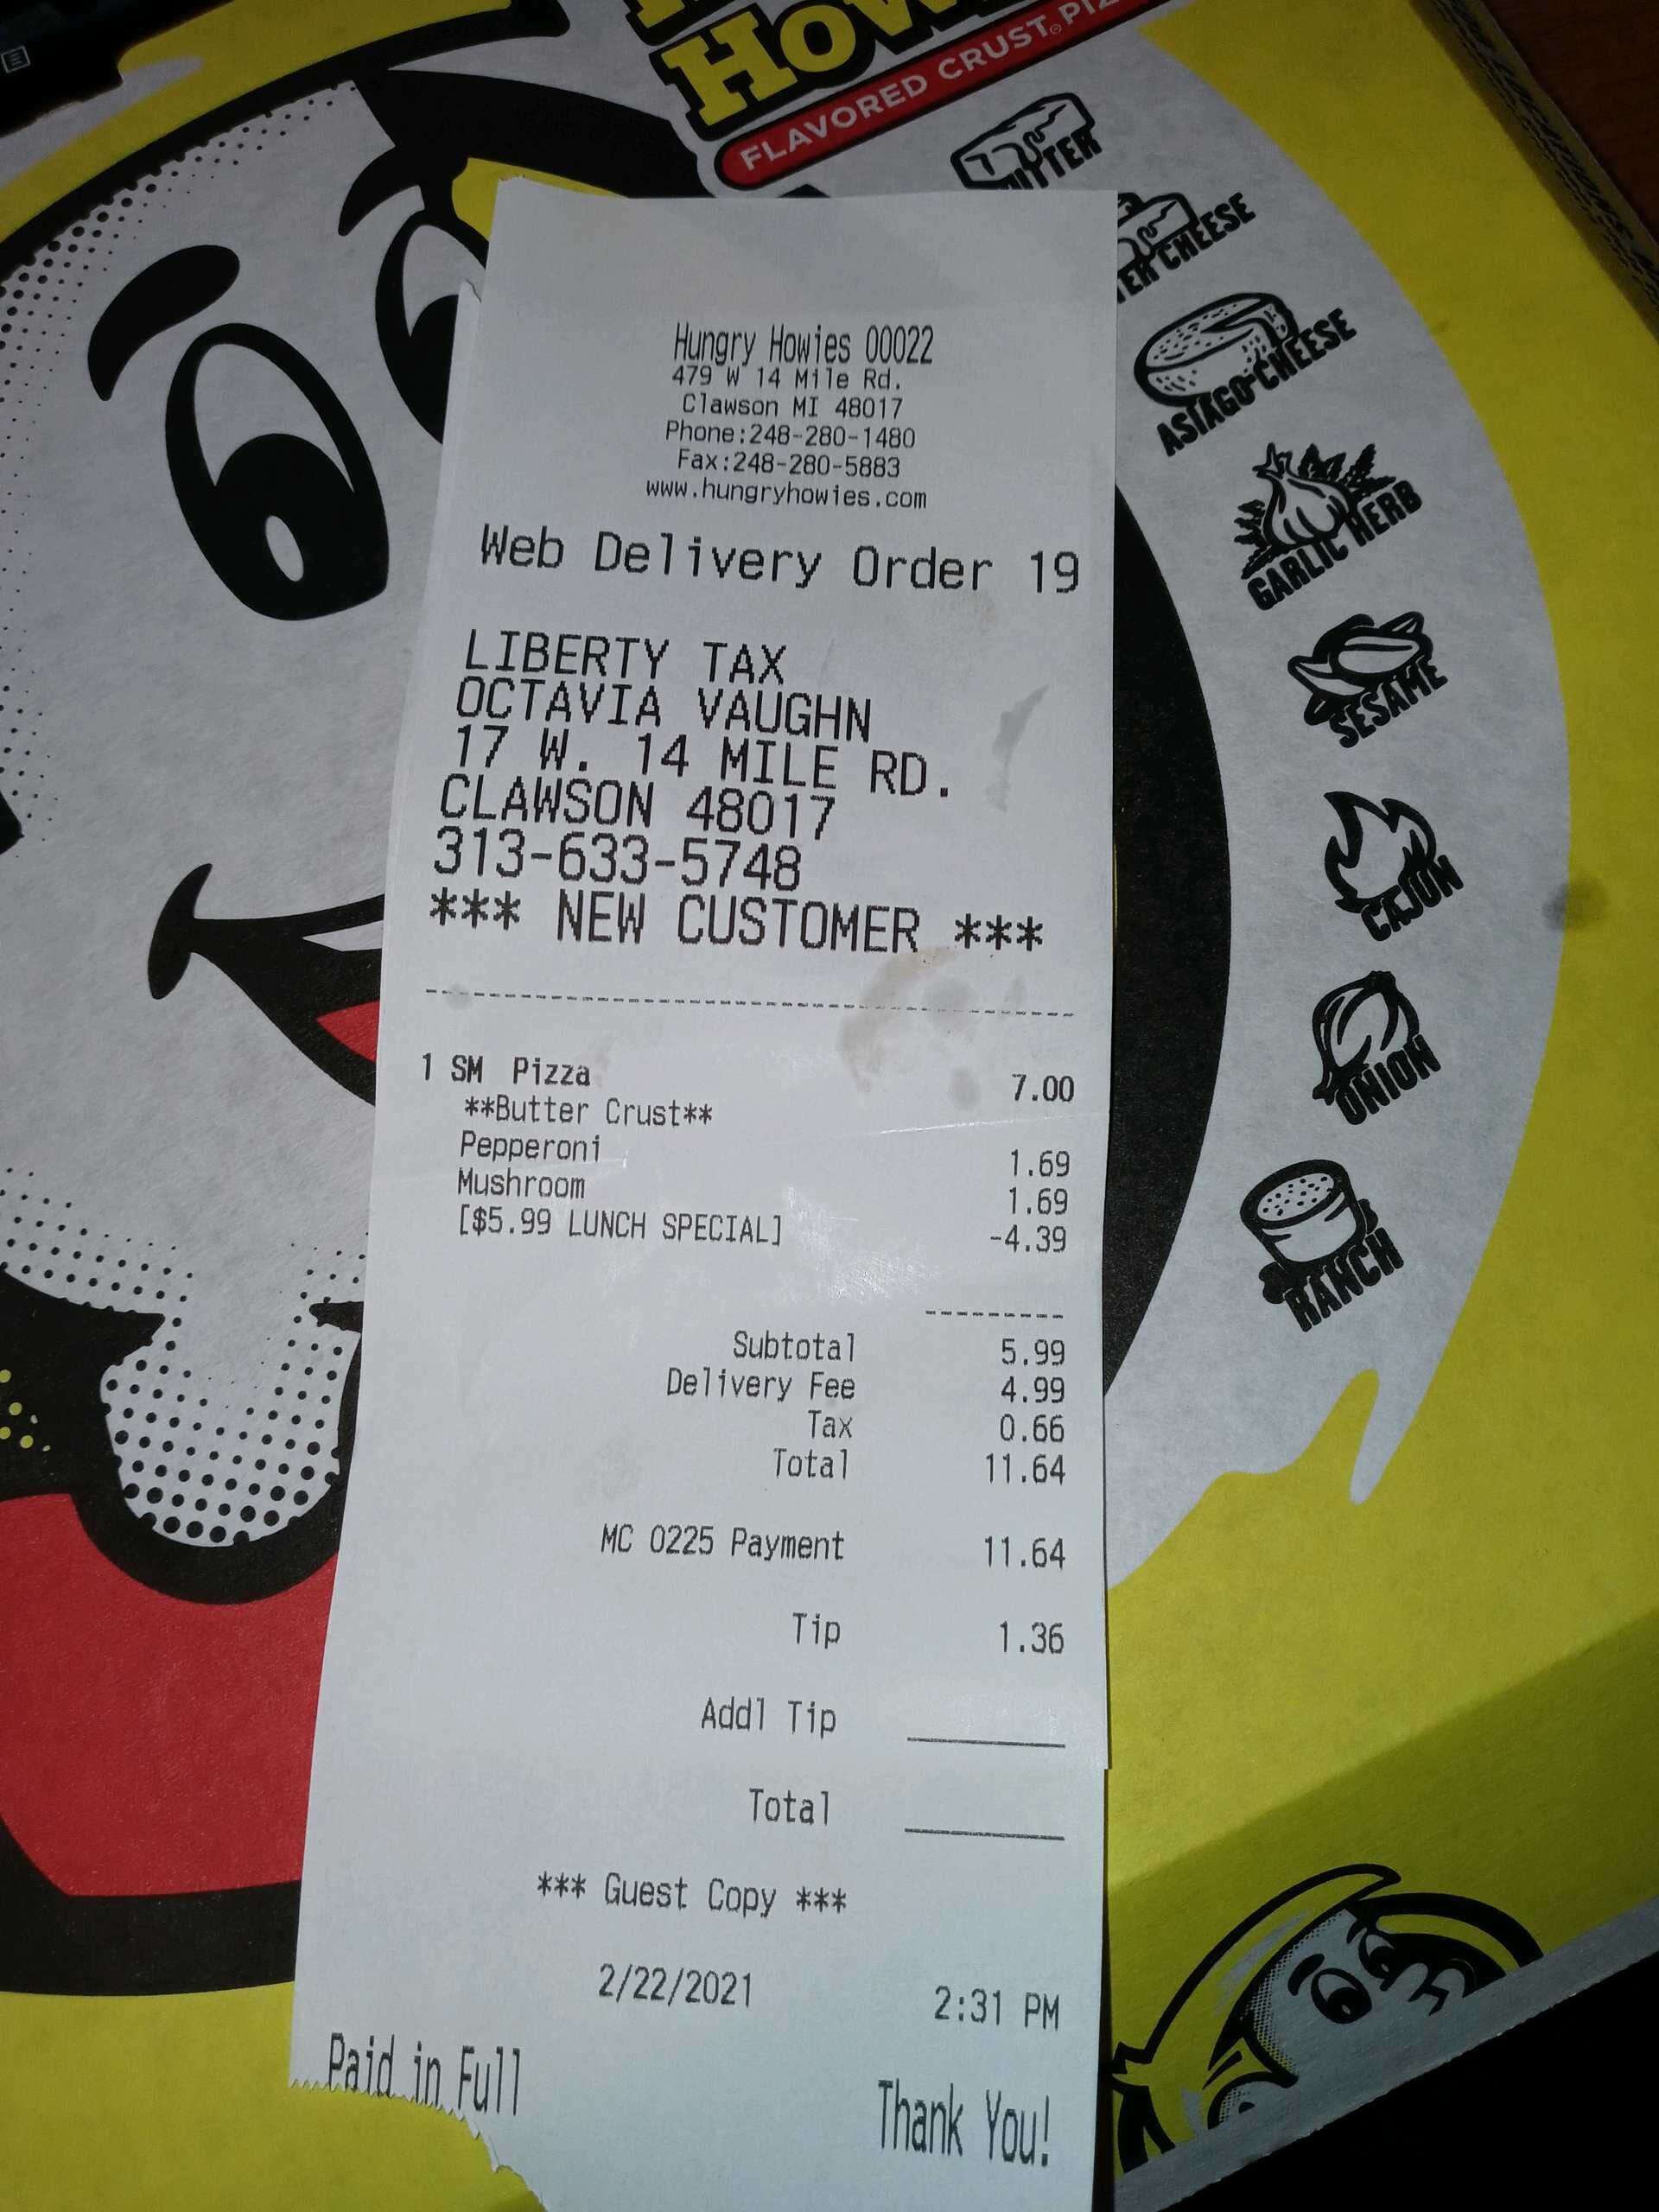 HOW
FLAVORED CRUST® PIZ
ASIAGO CHEESE
GARLIC HERB
SESAME
CAJUN
ONION
RANCH
Hungry Howies 00022
479 W 14 Mile Rd.
Clawson MI 48017
Phone:248-280-1480
Fax:248-280-5883
www.hungryhowies.com
Web Delivery Order 19
LIBERTY TAX
OCTAVIA VAUGHN
17 W. 14 MILE RD.
CLAWSON 48017
313-633-5748
*** NEW CUSTOMER ***
1 SM Pizza 7.00
**Butter Crust**
Pepperoni 1.69
Mushroom 1.69
[$5.99 LUNCH SPECIAL] -4.39
Subtotal 5.99
Delivery Fee 4.99
Tax 0.66
Total 11.64
MC 0225 Payment 11.64
Tip 1.36
Addl Tip
Total
*** Guest Copy ***
2/22/2021 2:31 PM
Paid in Full
Thank You!